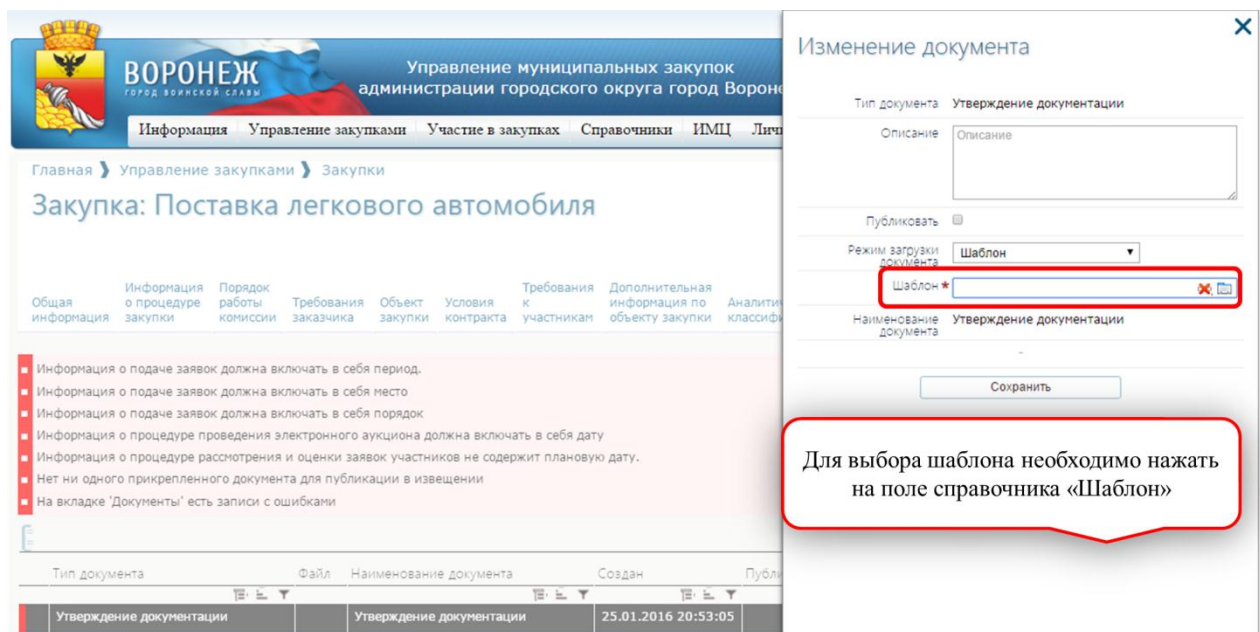 ВОРОНЕЖ
ГОРОД ВОИНСКОЙ СЛАВЫ
Управление муниципальных закупок
администрации городского округа город
Информация Управление закупками Участие в закупках Справочники ИМЦ
Главная Управление закупками Закупки
Закупка: Поставка легкового автомобиля
Общая информация
Информация о процедуре закупки
Порядок работы комиссии
Требования заказчика
Объект закупки
Условия контракта
Требования к участникам
Дополнительная информация по объекту закупки
Информация о подаче заявок должна включать в себя период.
Информация о подаче заявок должна включать в себя место
Информация о подаче заявок должна включать в себя порядок
Информация о процедуре проведения электронного аукциона должна включать в себя дату
Информация о процедуре рассмотрения и оценки заявок участников не содержит плановую дату.
Нет ни одного прикрепленного документа для публикации в извещении
На вкладке 'Документы' есть записи с ошибками
Тип документа Файл Наименование документа Создан
Утверждение документации Утверждение документации 25.01.2016 20:53:05
Изменение документа
Тип документа Утверждение документации
Описание Описание
Публиковать
Режим загрузки документа Шаблон
Шаблон *
Наименование документа Утверждение документации
-
Сохранить
Для выбора шаблона необходимо нажать
на поле справочника «Шаблон»